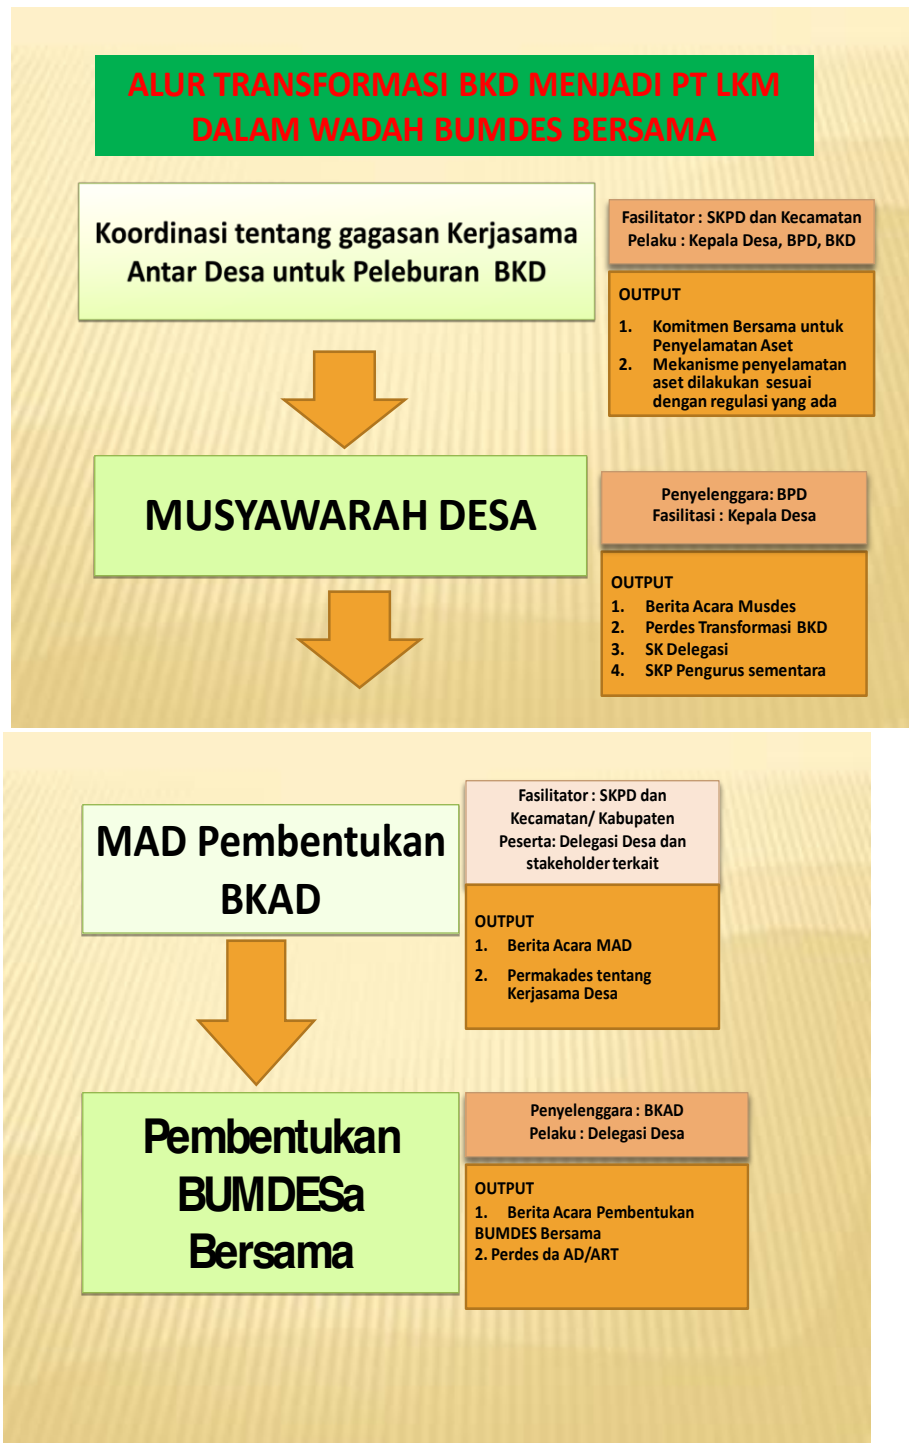 ALUR TRANSFORMASI BKD MENJADI PT LKM
DALAM WADAH BUMDES BERSAMA
Koordinasi tentang gagasan Kerjasama
Antar Desa untuk Peleburan BKD
Fasilitator : SKPD dan Kecamatan
Pelaku : Kepala Desa, BPD, BKD
OUTPUT
1. Komitmen Bersama untuk
Penyelamatan Aset
2. Mekanisme penyelamatan
aset dilakukan sesuai
dengan regulasi yang ada
MUSYAWARAH DESA
Penyelenggara: BPD
Fasilitasi : Kepala Desa
OUTPUT
1. Berita Acara Musdes
2. Perdes Transformasi BKD
3. SK Delegasi
4. SKP Pengurus sementara
MAD Pembentukan
BKAD
Fasilitator : SKPD dan
Kecamatan/ Kabupaten
Peserta: Delegasi Desa dan
stakeholder terkait
OUTPUT
1. Berita Acara MAD
2. Permakades tentang
Kerjasama Desa
Pembentukan
BUMDESa
Bersama
Penyelenggara : BKAD
Pelaku : Delegasi Desa
OUTPUT
1. Berita Acara Pembentukan
BUMDES Bersama
2. Perdes da AD/ART